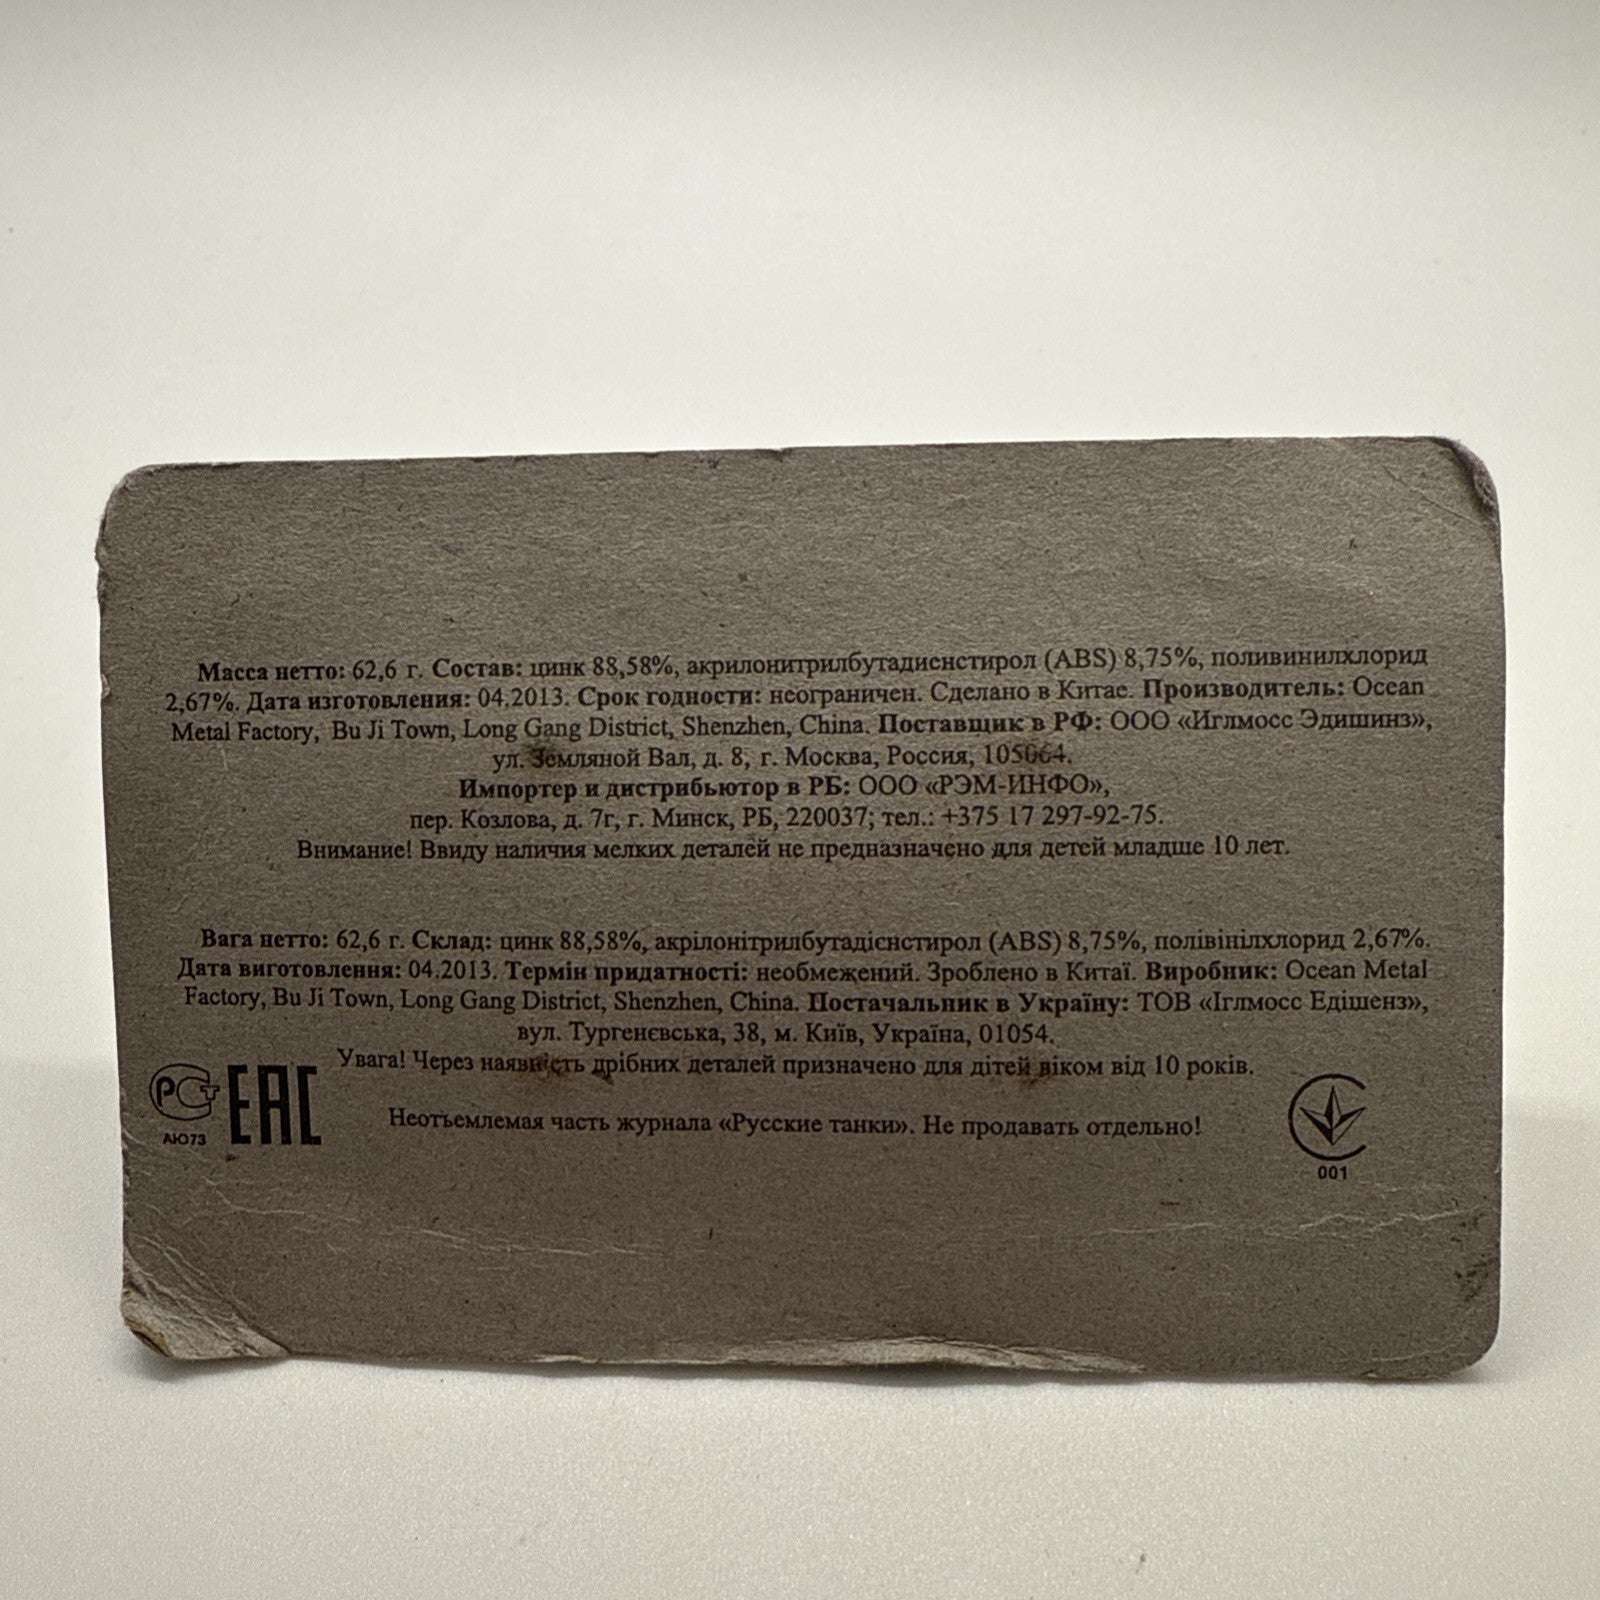 Масса нетто: 62,6 г. Состав: цинк 88,58%, акрилонитрилбутадиенстирол (ABS) 8,75%, поливинилхлорид
2,67%. Дата изготовления: 04.2013. Срок годности: неограничен. Сделано в Китае. Производитель: Ocean
Metal Factory, Bu Ji Town, Long Gang District, Shenzhen, China. Поставщик в РФ: ООО «Иглмосс Эдишинз»,
ул. Земляной Вал, д. 8, г. Москва, Россия, 105064.
Импортер и дистрибьютор в РБ: ООО «РЭМ-ИНФО»,
пер. Козлова, д. 7г, г. Минск, РБ, 220037; тел.: +375 17 297-92-75.
Внимание! Ввиду наличия мелких деталей не предназначено для детей младше 10 лет.
Вага нетто: 62,6 г. Склад: цинк 88,58%, акрілонітрилбутадієнстирол (ABS) 8,75%, полівінілхлорид 2,67%.
Дата виготовлення: 04.2013. Термін придатності: необмежений. Зроблено в Китаї. Виробник: Ocean Metal
Factory, Bu Ji Town, Long Gang District, Shenzhen, China. Постачальник в Україну: ТОВ «Іглмосс Едішенз»,
вул. Тургенєвська, 38, м. Київ, Україна, 01054.
Увага! Через наявність дрібних деталей призначено для дітей віком від 10 років.
РСТ EAC
АЮ73
Неотъемлемая часть журнала «Русские танки». Не продавать отдельно!
001